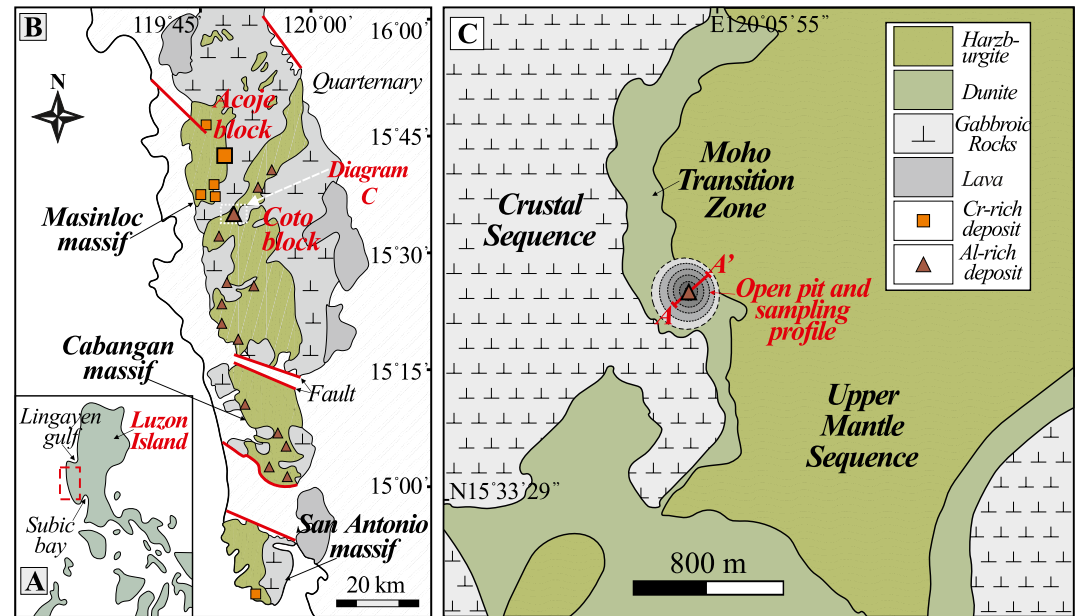 B
119°45'
120°00'
16°00'
N
Quarternary
Acoje
block
15°45'
Diagram
C
Masinloc
massif
Coto
block
15°30'
Cabangan
massif
15°15'
Fault
Lingayen
gulf
Luzon
Island
15°00'
Subic
bay
San Antonio
massif
A
20 km
C
E120°05'55”
Harzb-
urgite
Dunite
Gabbroic
Rocks
Lava
Cr-rich
deposit
Al-rich
deposit
Moho
Transition
Zone
Crustal
Sequence
A'
A
Open pit and
sampling
profile
Upper
Mantle
Sequence
N15°33'29”
800 m